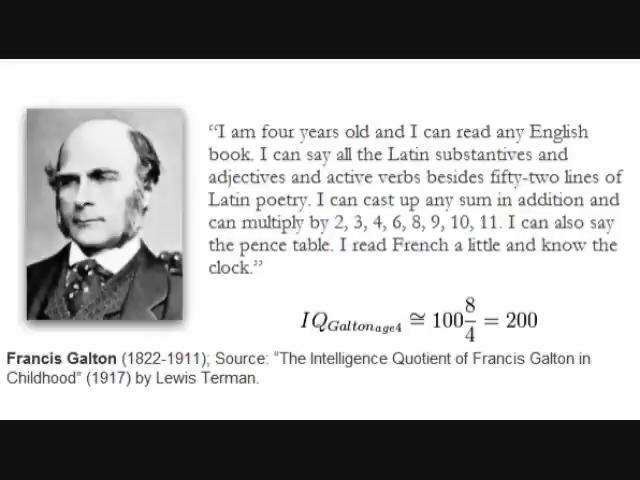 “I am four years old and I can read any English
book. I can say all the Latin substantives and
adjectives and active verbs besides fifty-two lines of
Latin poetry. I can cast up any sum in addition and
can multiply by 2, 3, 4, 6, 8, 9, 10, 11. I can also say
the pence table. I read French a little and know the
clock.”
IQ_{Galton age4} ≅ 100 8/4 = 200
Francis Galton (1822-1911); Source: “The Intelligence Quotient of Francis Galton in
Childhood” (1917) by Lewis Terman.